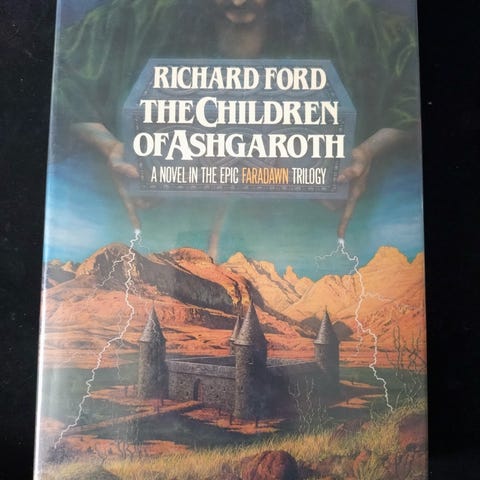 RICHARD FORD
THE CHILDREN
OF ASHGAROTH
A NOVEL IN THE EPIC FARADAWN TRILOGY